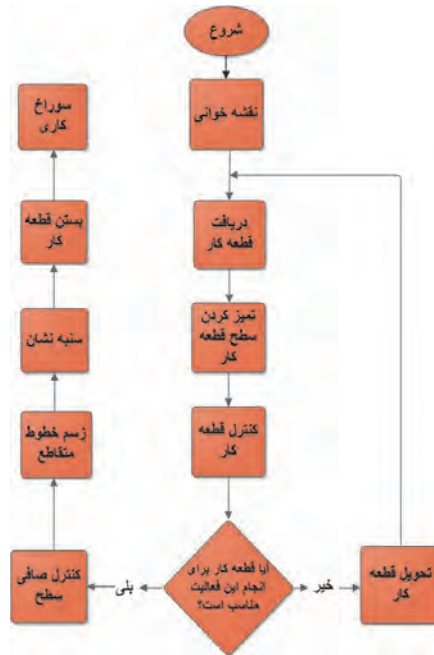 شروع
نقشه خوانی
دریافت
قطعه کار
تمیز کردن
سطح قطعه
کار
کنترل قطعه
کار
آیا قطعه کار برای
انجام این فعالیت
مناسب است؟
خیر
تحویل قطعه
کار
بلی
کنترل صافی
سطح
رسم خطوط
متقاطع
سنبه نشان
بستن قطعه
کار
سوراخ
کاری